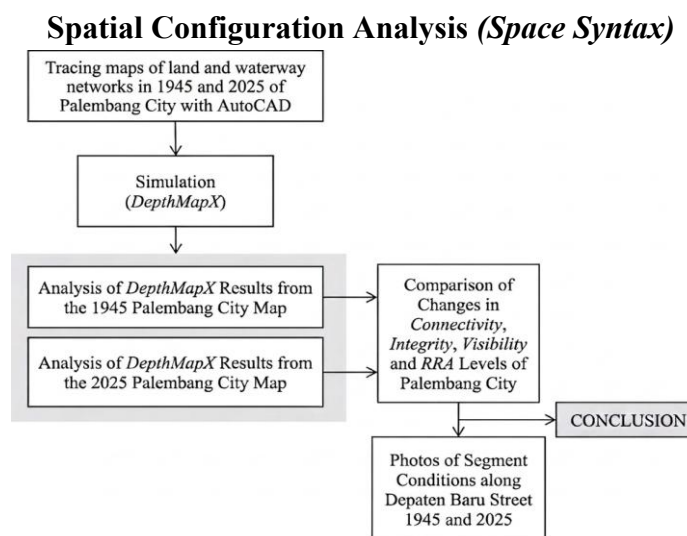 Spatial Configuration Analysis (Space Syntax)
Tracing maps of land and waterway
networks in 1945 and 2025 of
Palembang City with AutoCAD
Simulation
(DepthMapX)
Analysis of DepthMapX Results from
the 1945 Palembang City Map
Analysis of DepthMapX Results from
the 2025 Palembang City Map
Comparison of
Changes in
Connectivity,
Integrity, Visibility
and RRA Levels of
Palembang City
CONCLUSION
Photos of Segment
Conditions along
Depaten Baru Street
1945 and 2025